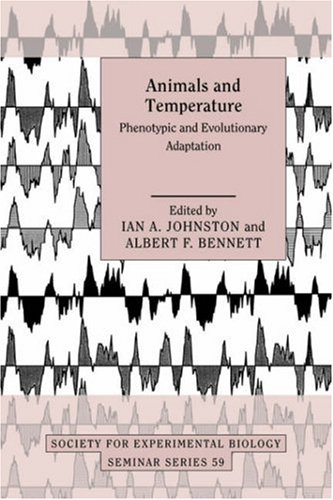 Animals and
Temperature
Phenotypic and Evolutionary
Adaptation
Edited by
IAN A. JOHNSTON and
ALBERT F. BENNETT
SOCIETY FOR EXPERIMENTAL BIOLOGY
SEMINAR SERIES 59